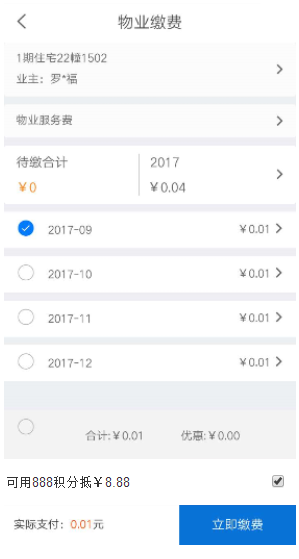 物业缴费
1期住宅22幢1502
业主：罗*福
物业服务费
待缴合计
¥0
2017
¥0.04
2017-09 ¥0.01
2017-10 ¥0.01
2017-11 ¥0.01
2017-12 ¥0.01
合计:¥0.01 优惠:¥0.00
可用888积分抵¥8.88
实际支付：0.01元 立即缴费